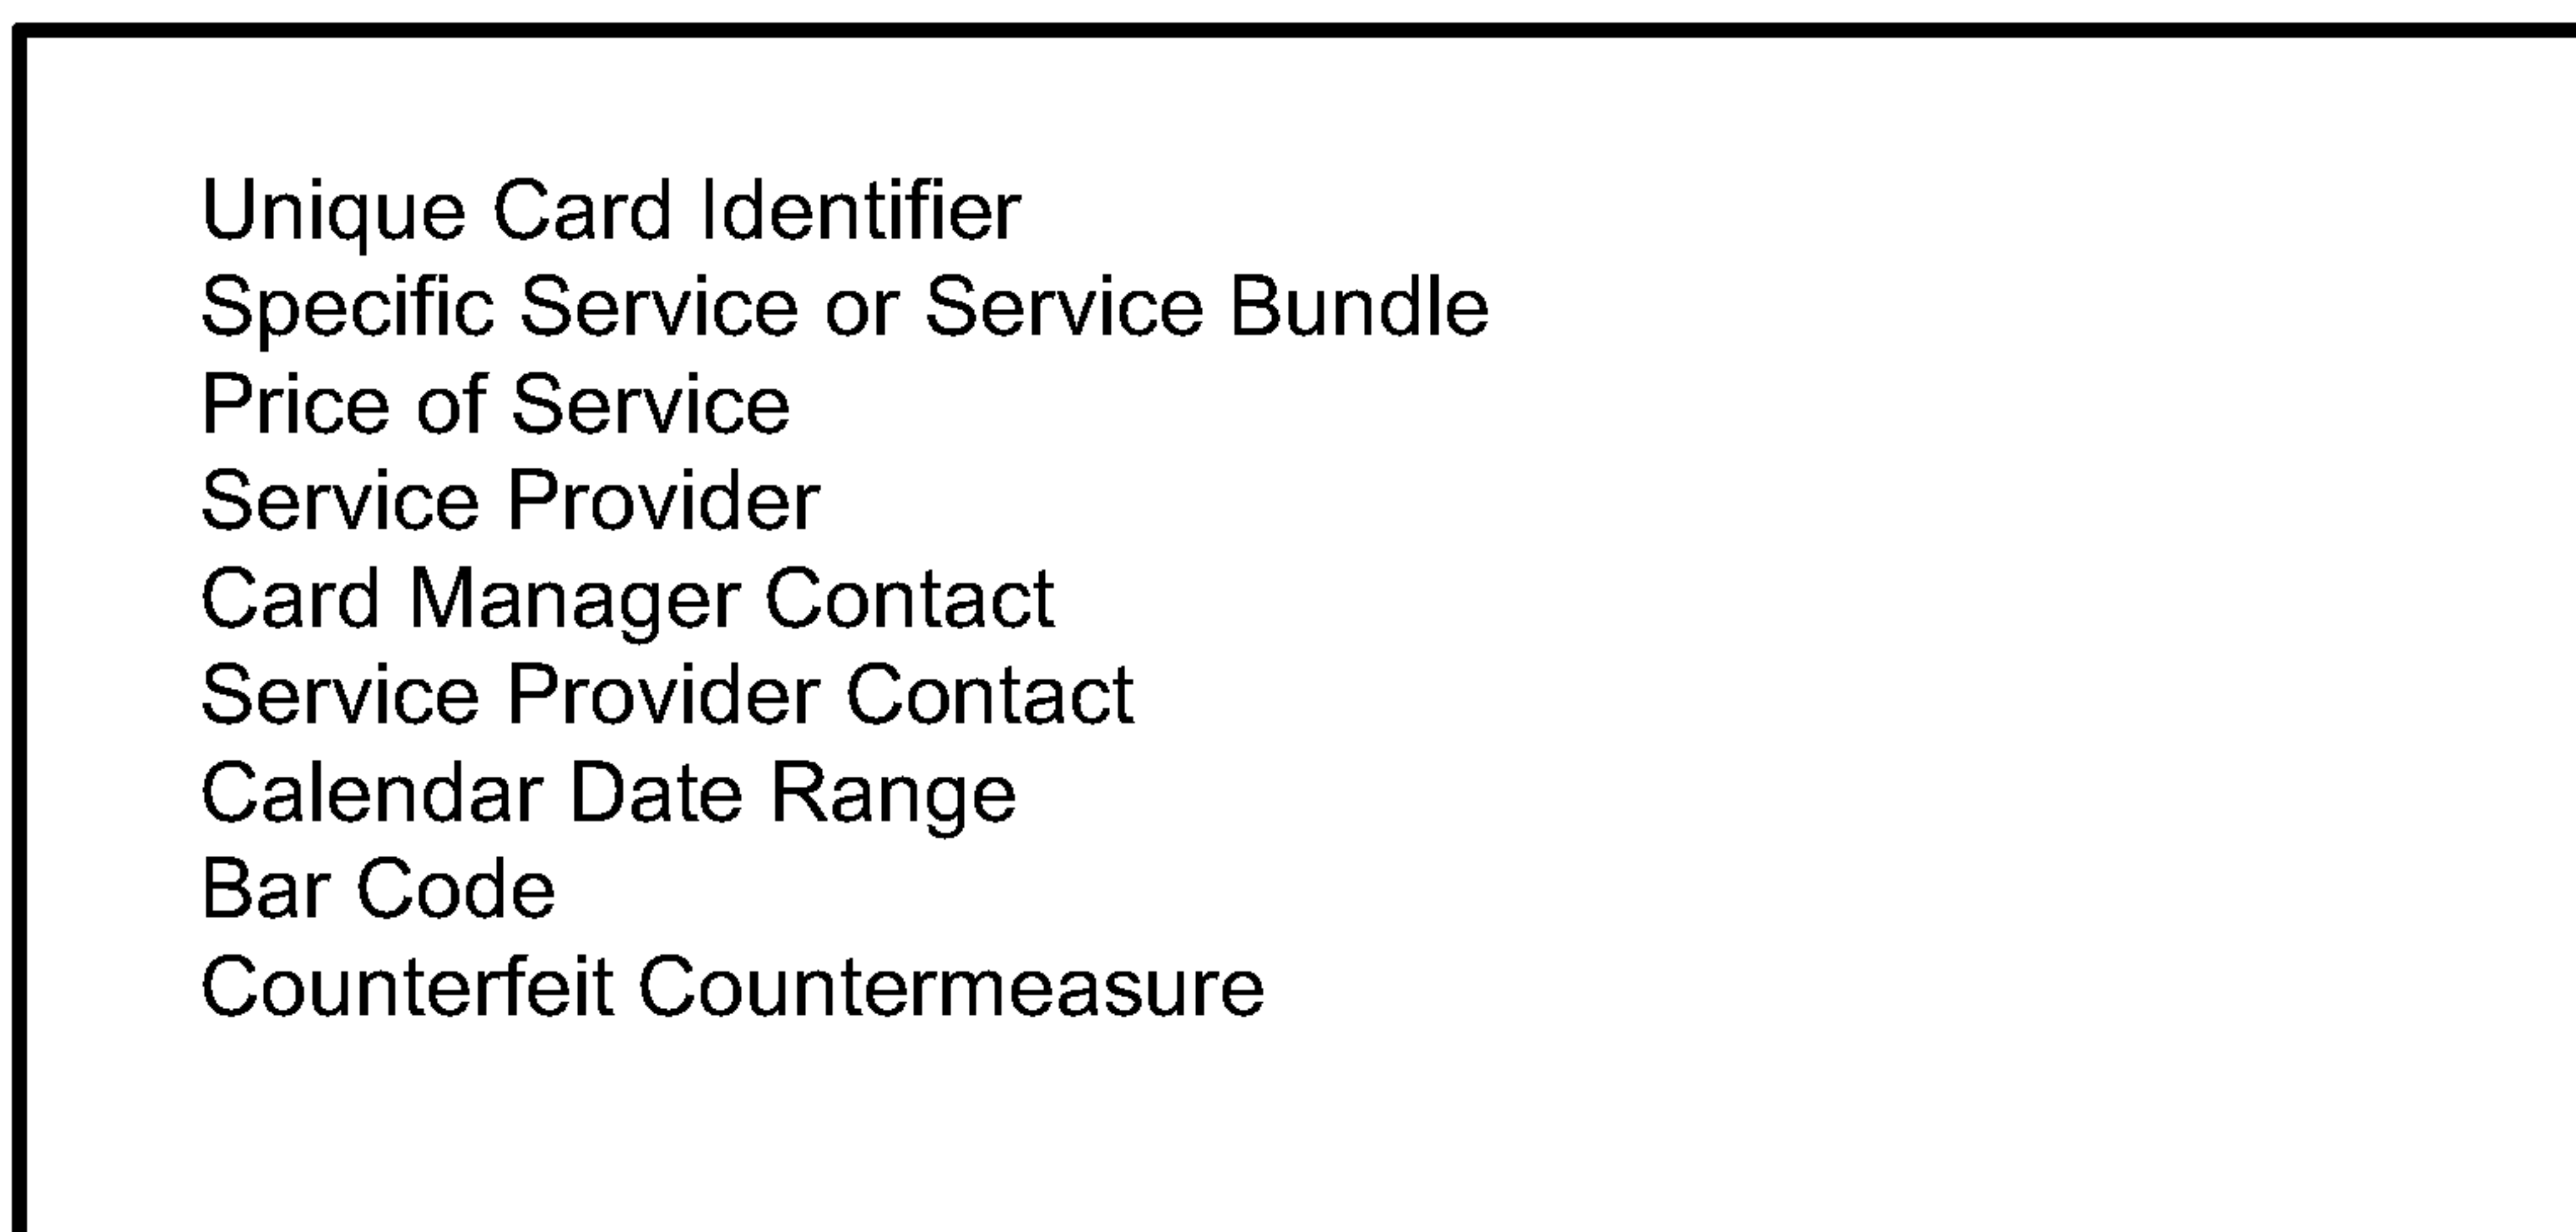 Unique Card Identifier
Specific Service or Service Bundle
Price of Service
Service Provider
Card Manager Contact
Service Provider Contact
Calendar Date Range
Bar Code
Counterfeit Countermeasure